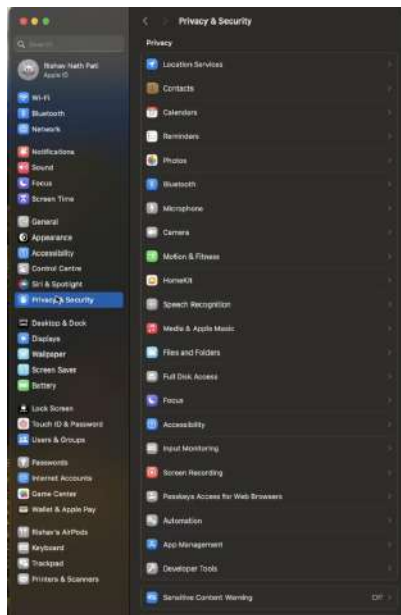 Privacy & Security
Search
Privacy
Rishav Nath Pati
Apple ID
Wi-Fi
Bluetooth
Network
Notifications
Sound
Focus
Screen Time
General
Appearance
Accessibility
Control Centre
Siri & Spotlight
Privacy & Security
Desktop & Dock
Displays
Wallpaper
Screen Saver
Battery
Lock Screen
Touch ID & Password
Users & Groups
Passwords
Internet Accounts
Game Center
Wallet & Apple Pay
Rishav's AirPods
Keyboard
Trackpad
Printers & Scanners
Location Services
Contacts
Calendars
Reminders
Photos
Bluetooth
Microphone
Camera
Motion & Fitness
HomeKit
Speech Recognition
Media & Apple Music
Files and Folders
Full Disk Access
Focus
Accessibility
Input Monitoring
Screen Recording
Passkeys Access for Web Browsers
Automation
App Management
Developer Tools
Sensitive Content Warning Off